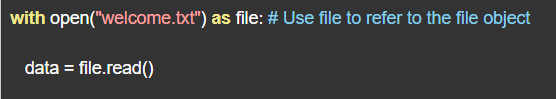 with open("welcome.txt") as file: # Use file to refer to the file object
data = file.read()